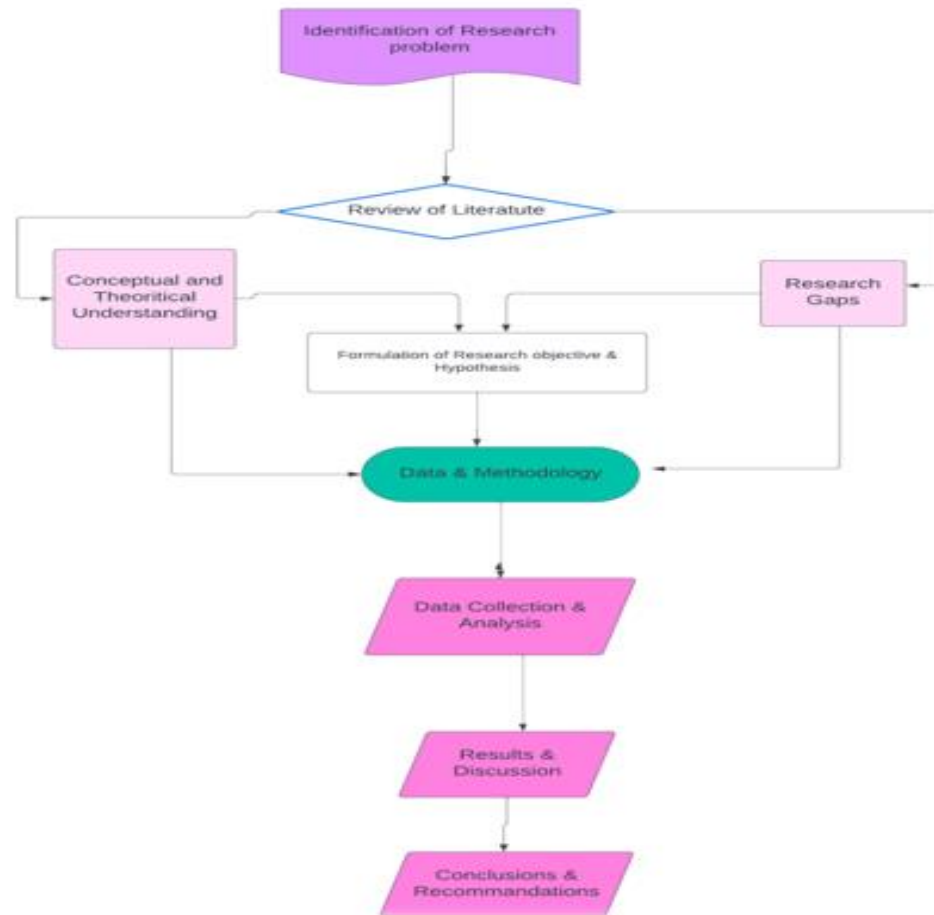 Identification of Research
problem
Review of Literatute
Conceptual and
Theoritical
Understanding
Research
Gaps
Formulation of Research objective &
Hypothesis
Data & Methodology
Data Collection &
Analysis
Results &
Discussion
Conclusions &
Recommandations